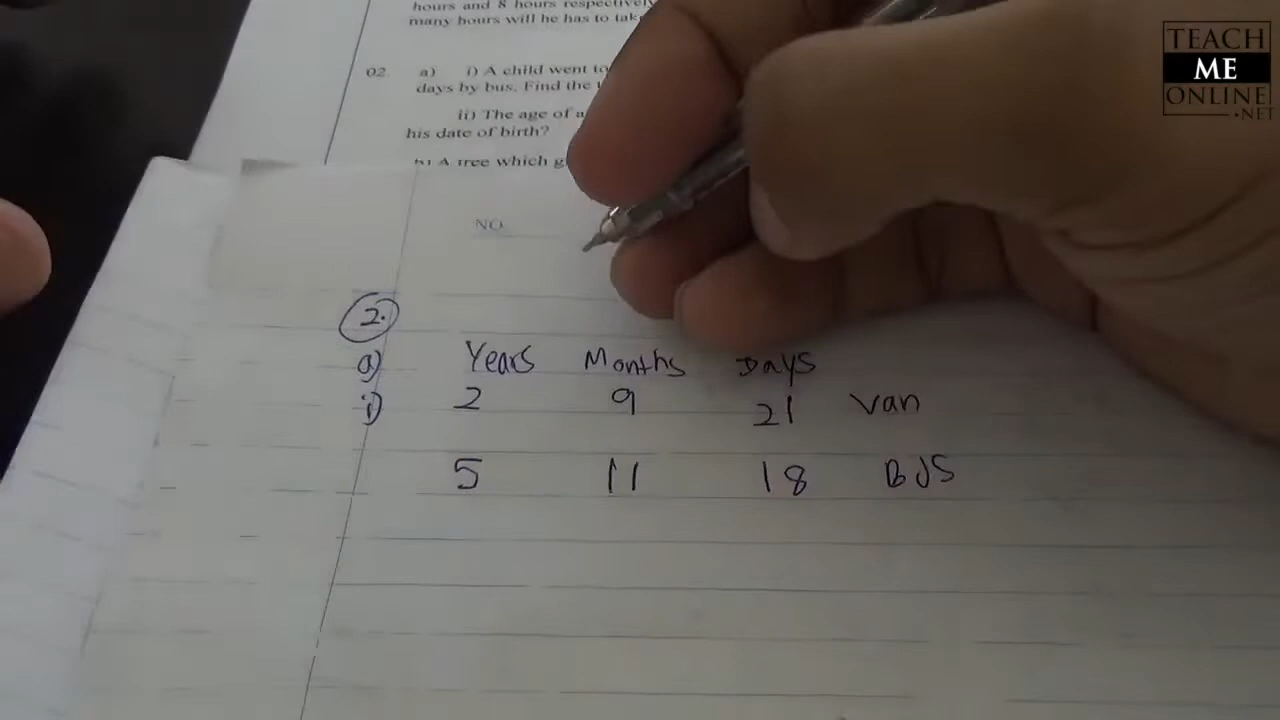 hours and 8 hours respectively
many hours will he has to tak
02. a) i) A child went to
days by bus. Find the t
ii) The age of a
his date of birth?
b) A tree which g
TEACH
ME
ONLINE
.NET
NO.
2.
a) Years Months Days
i) 2 9 21 Van
5 11 18 BUS